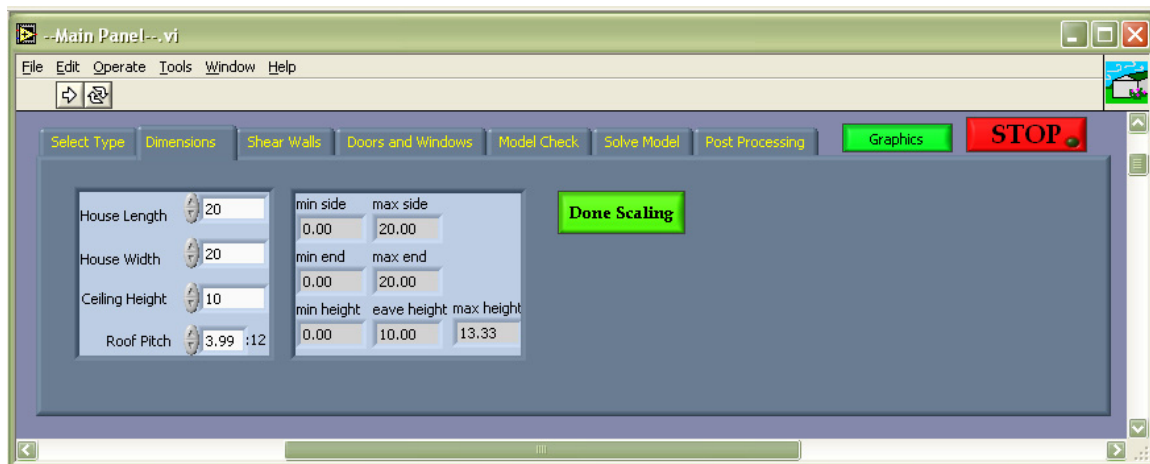 --Main Panel--.vi
File Edit Operate Tools Window Help
Select Type Dimensions Shear Walls Doors and Windows Model Check Solve Model Post Processing Graphics STOP
House Length 20
House Width 20
Ceiling Height 10
Roof Pitch 3.99 :12
min side max side
0.00 20.00
min end max end
0.00 20.00
min height eave height max height
0.00 10.00 13.33
Done Scaling